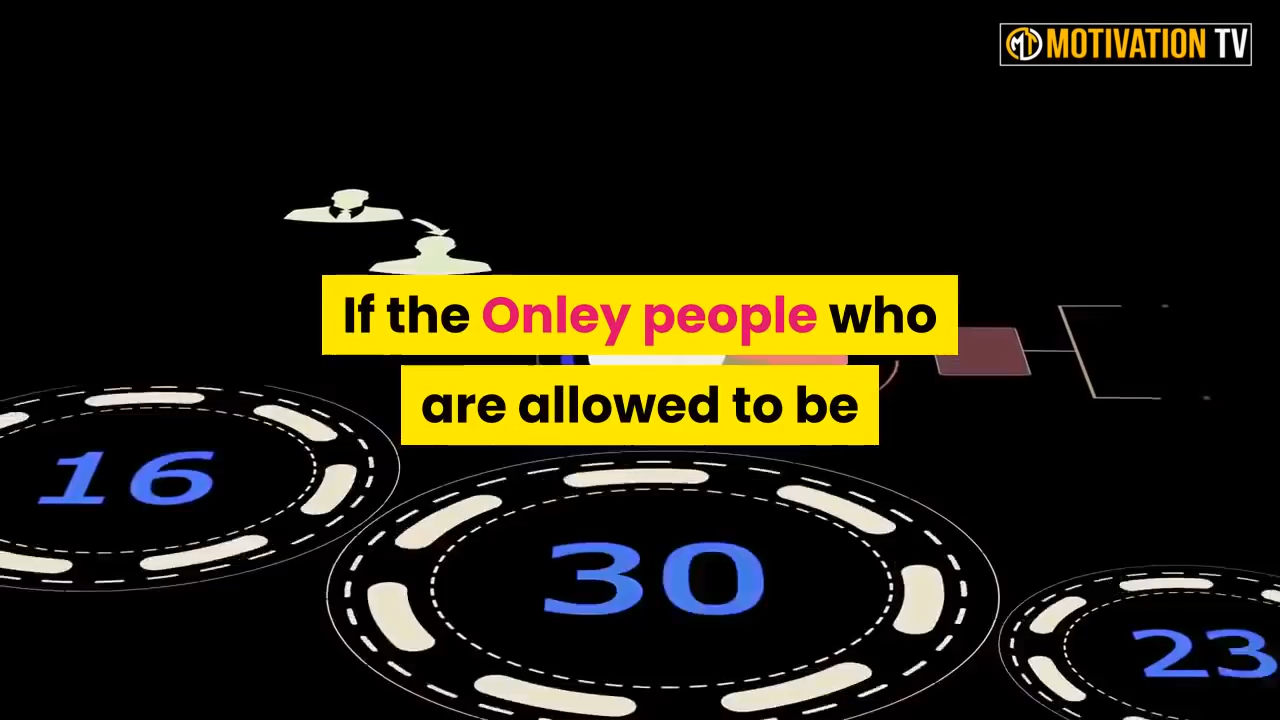 MOTIVATION TV
If the Onley people who
are allowed to be
16
30
23